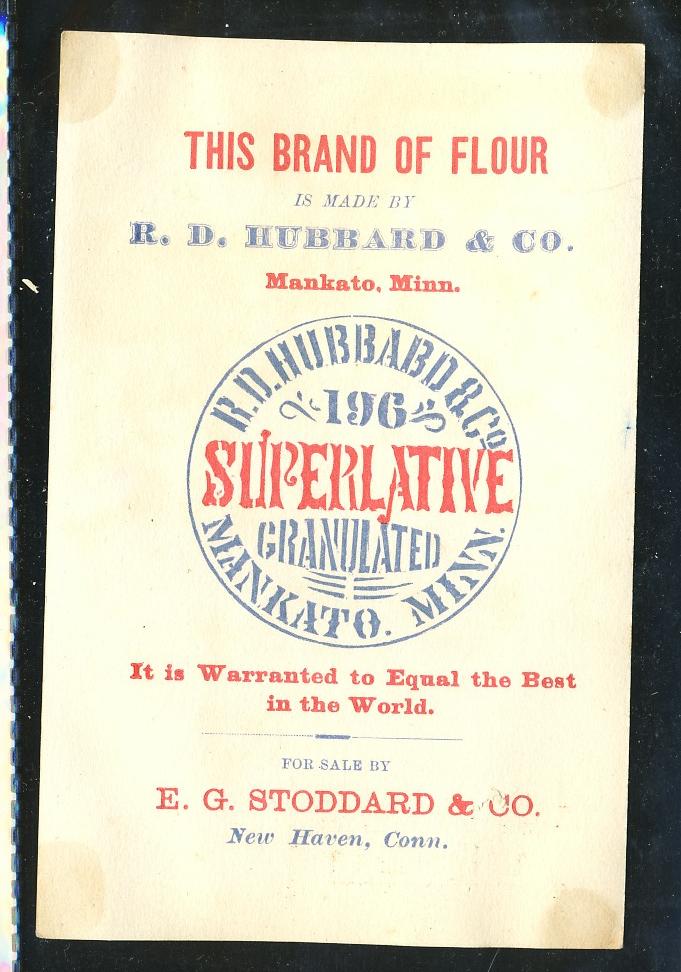 THIS BRAND OF FLOUR
IS MADE BY
R. D. HUBBARD & CO.
Mankato, Minn.
R.D. HUBBABD & Co
196
SUPERLATIVE
GRANULATED
MANKATO. MINN.
It is Warranted to Equal the Best
in the World.
FOR SALE BY
E. G. STODDARD & CO.
New Haven, Conn.